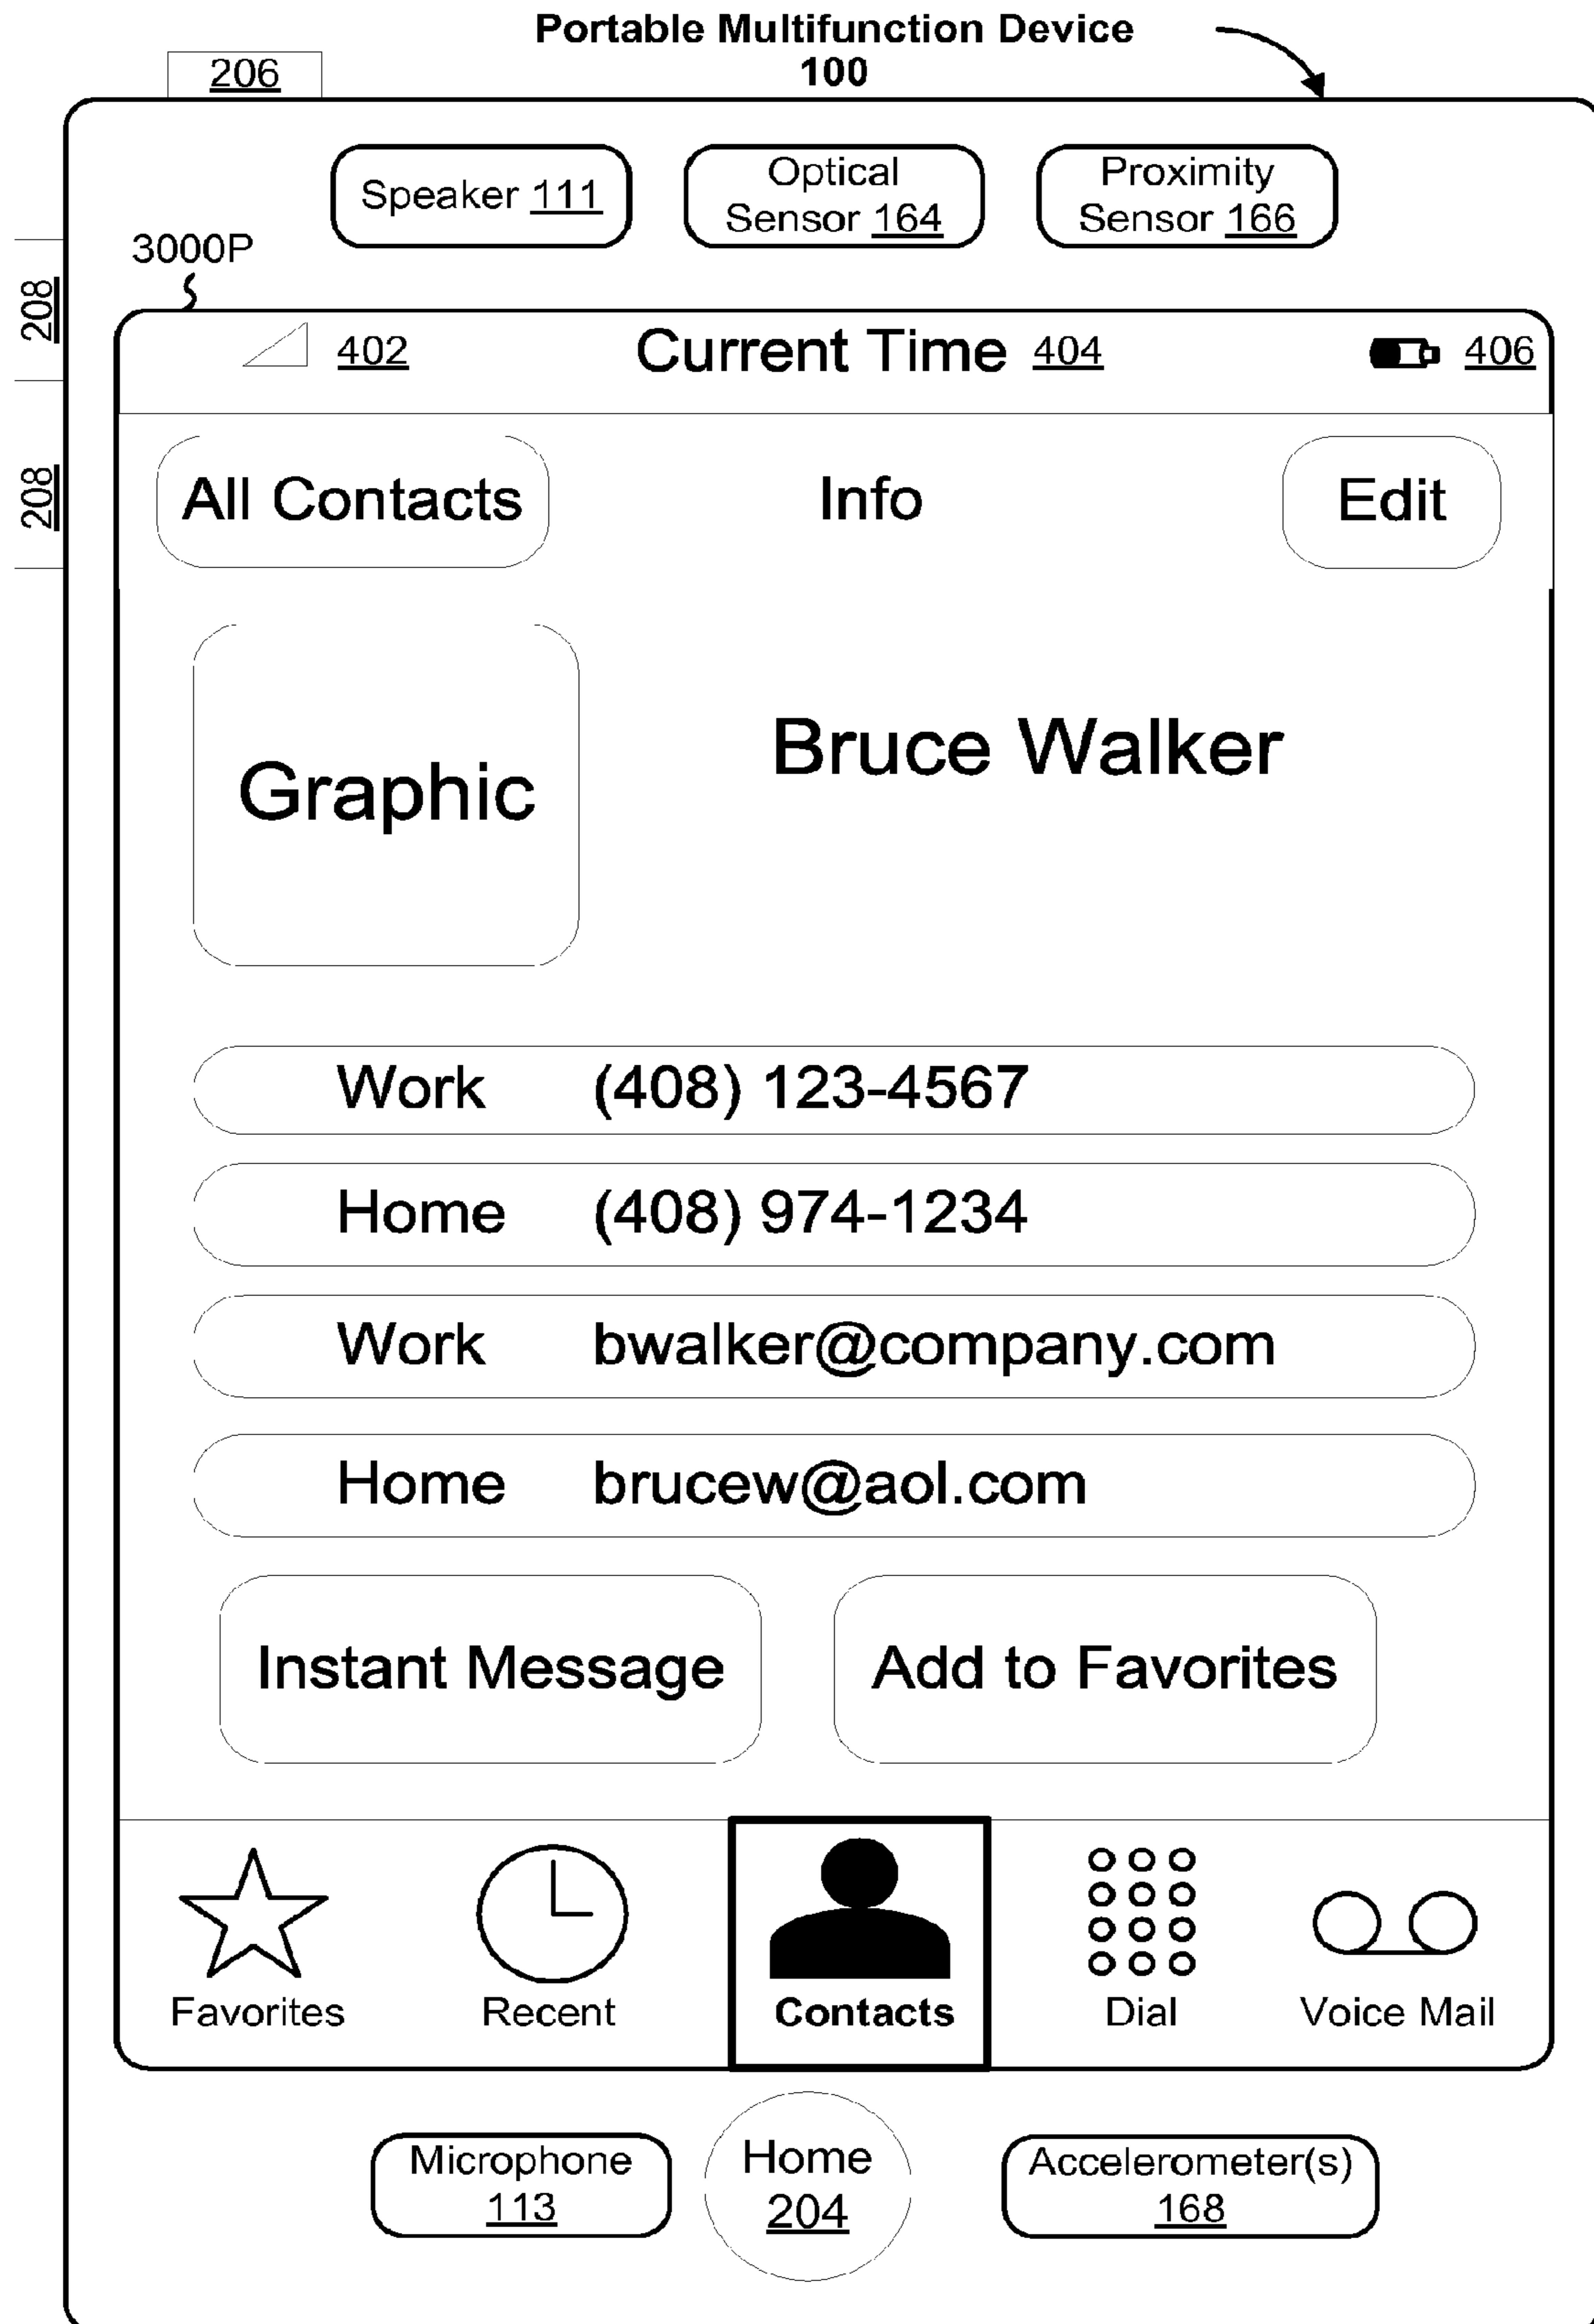 Portable Multifunction Device
100
206
Speaker 111
Optical
Sensor 164
Proximity
Sensor 166
3000P
208
402
Current Time 404
406
208
All Contacts
Info
Edit
Graphic
Bruce Walker
Work (408) 123-4567
Home (408) 974-1234
Work bwalker@company.com
Home brucew@aol.com
Instant Message
Add to Favorites
Favorites
Recent
Contacts
Dial
Voice Mail
Microphone
113
Home
204
Accelerometer(s)
168